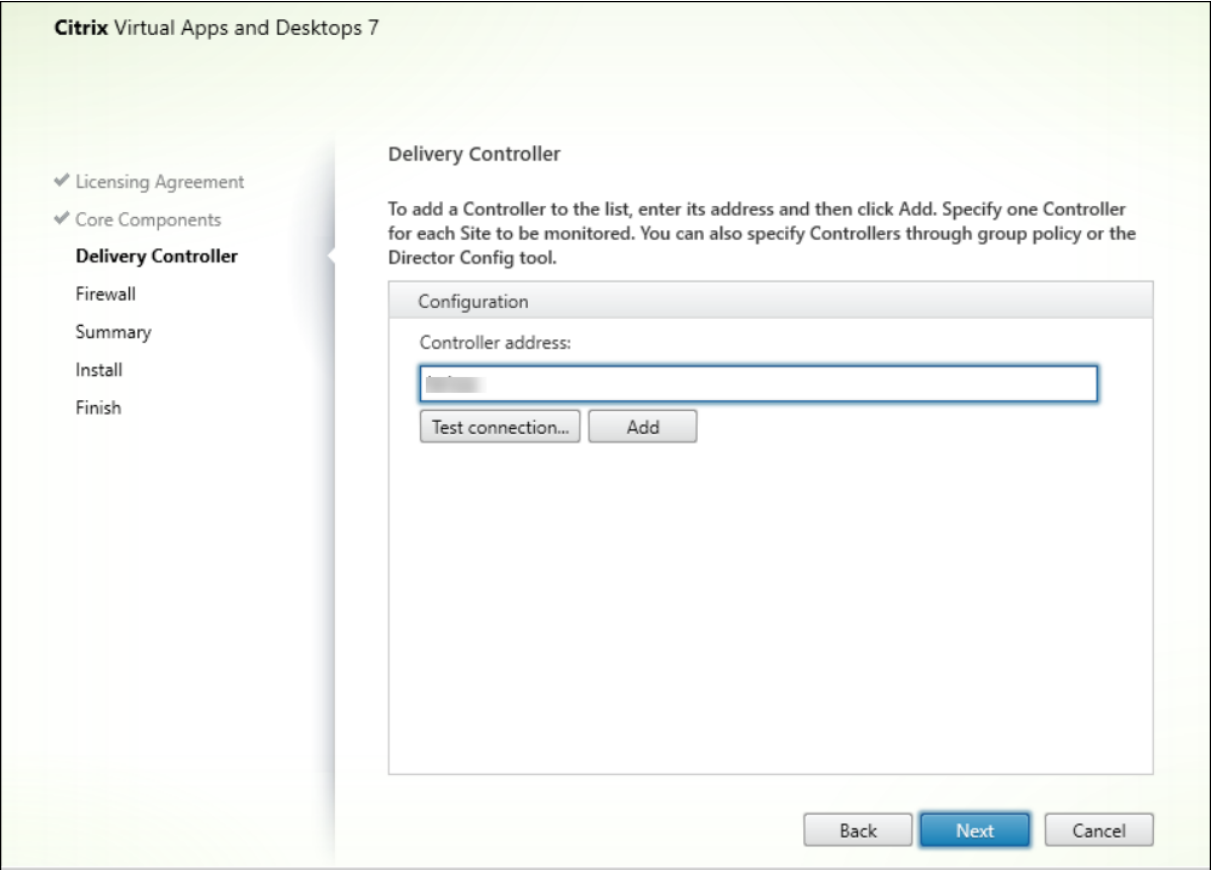 Citrix Virtual Apps and Desktops 7
Licensing Agreement
Core Components
Delivery Controller
Firewall
Summary
Install
Finish
Delivery Controller
To add a Controller to the list, enter its address and then click Add. Specify one Controller
for each Site to be monitored. You can also specify Controllers through group policy or the
Director Config tool.
Configuration
Controller address:
Test connection...
Add
Back
Next
Cancel